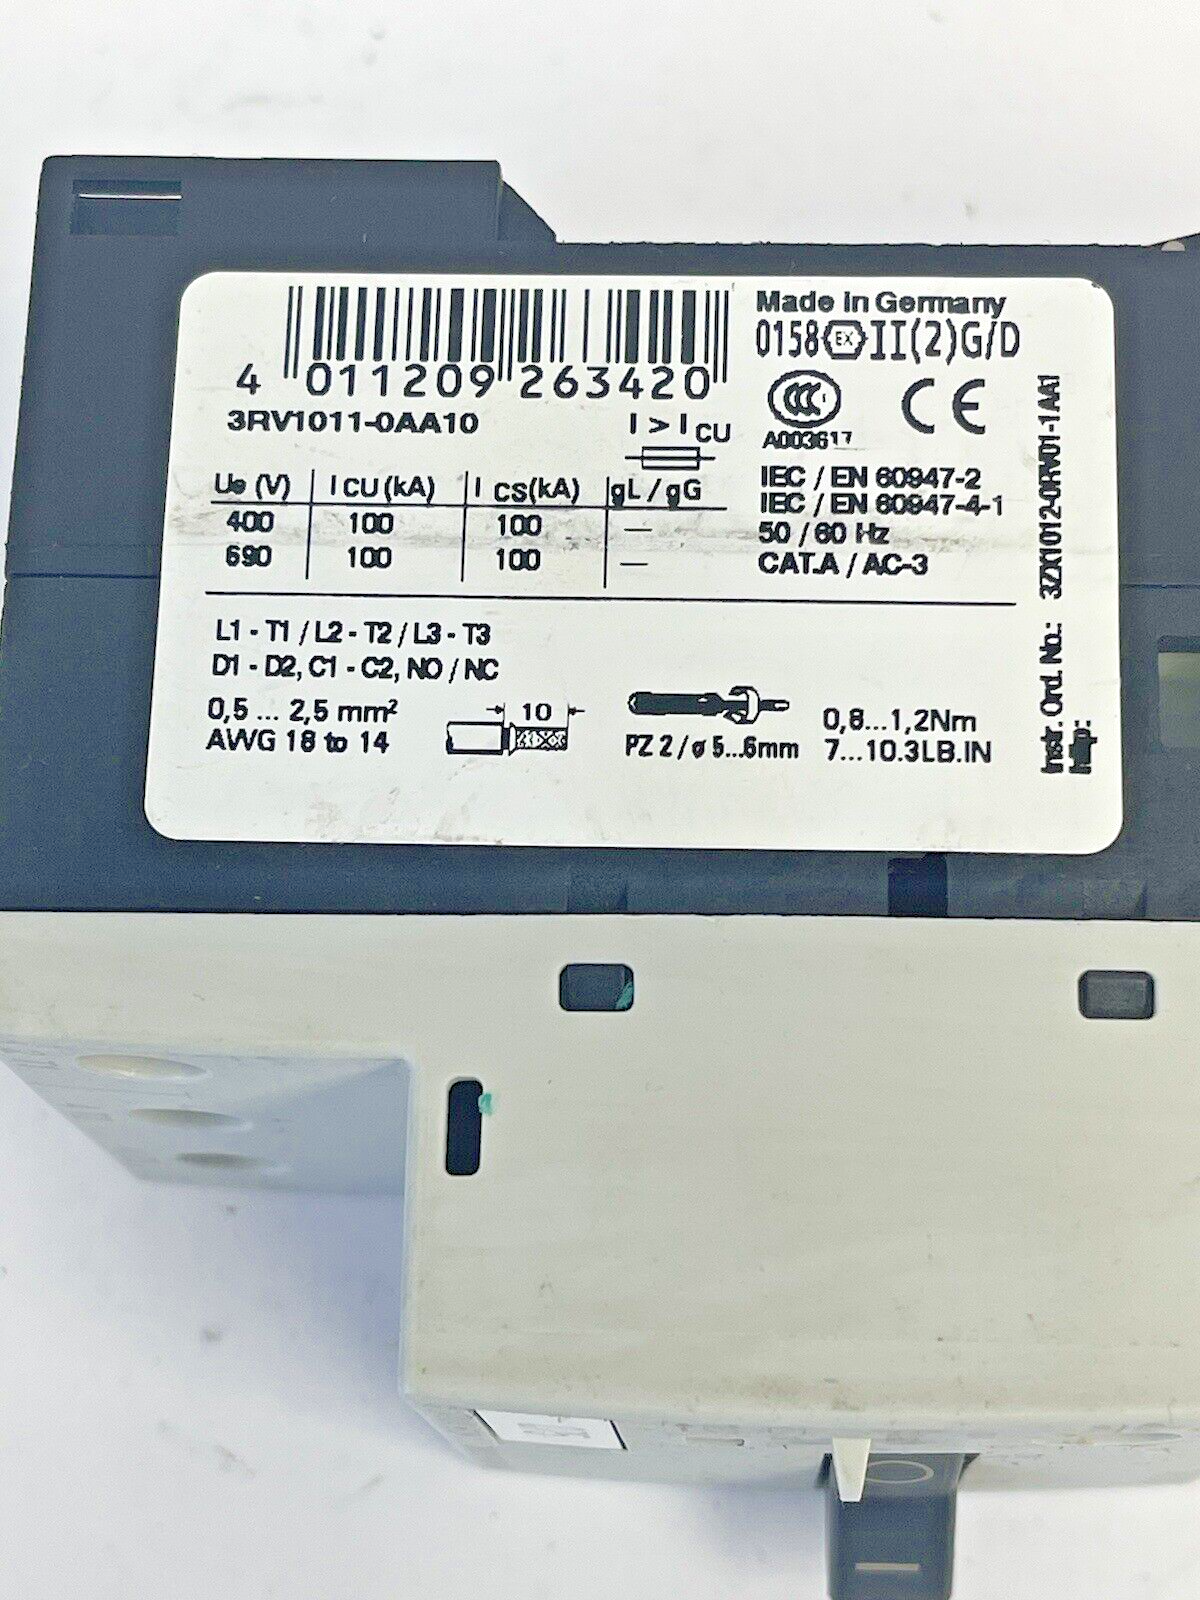 4 011209 263420
3RV1011-0AA10
I > I CU
Ue (V) I CU (kA) I CS (kA) gL / gG
400 100 100 —
690 100 100 —
Made in Germany
0158 EX II(2)G/D
CCC CE
A003617
IEC / EN 60947-2
IEC / EN 60947-4-1
50 / 60 Hz
CAT.A / AC-3
L1 - T1 / L2 - T2 / L3 - T3
D1 - D2, C1 - C2, NO / NC
0,5 ... 2,5 mm²
AWG 18 to 14
10
PZ 2 / ø 5...6mm
0,8...1,2Nm
7...10.3LB.IN
Instr. Ord. No.: 3ZX1012-0RV01-1AA1